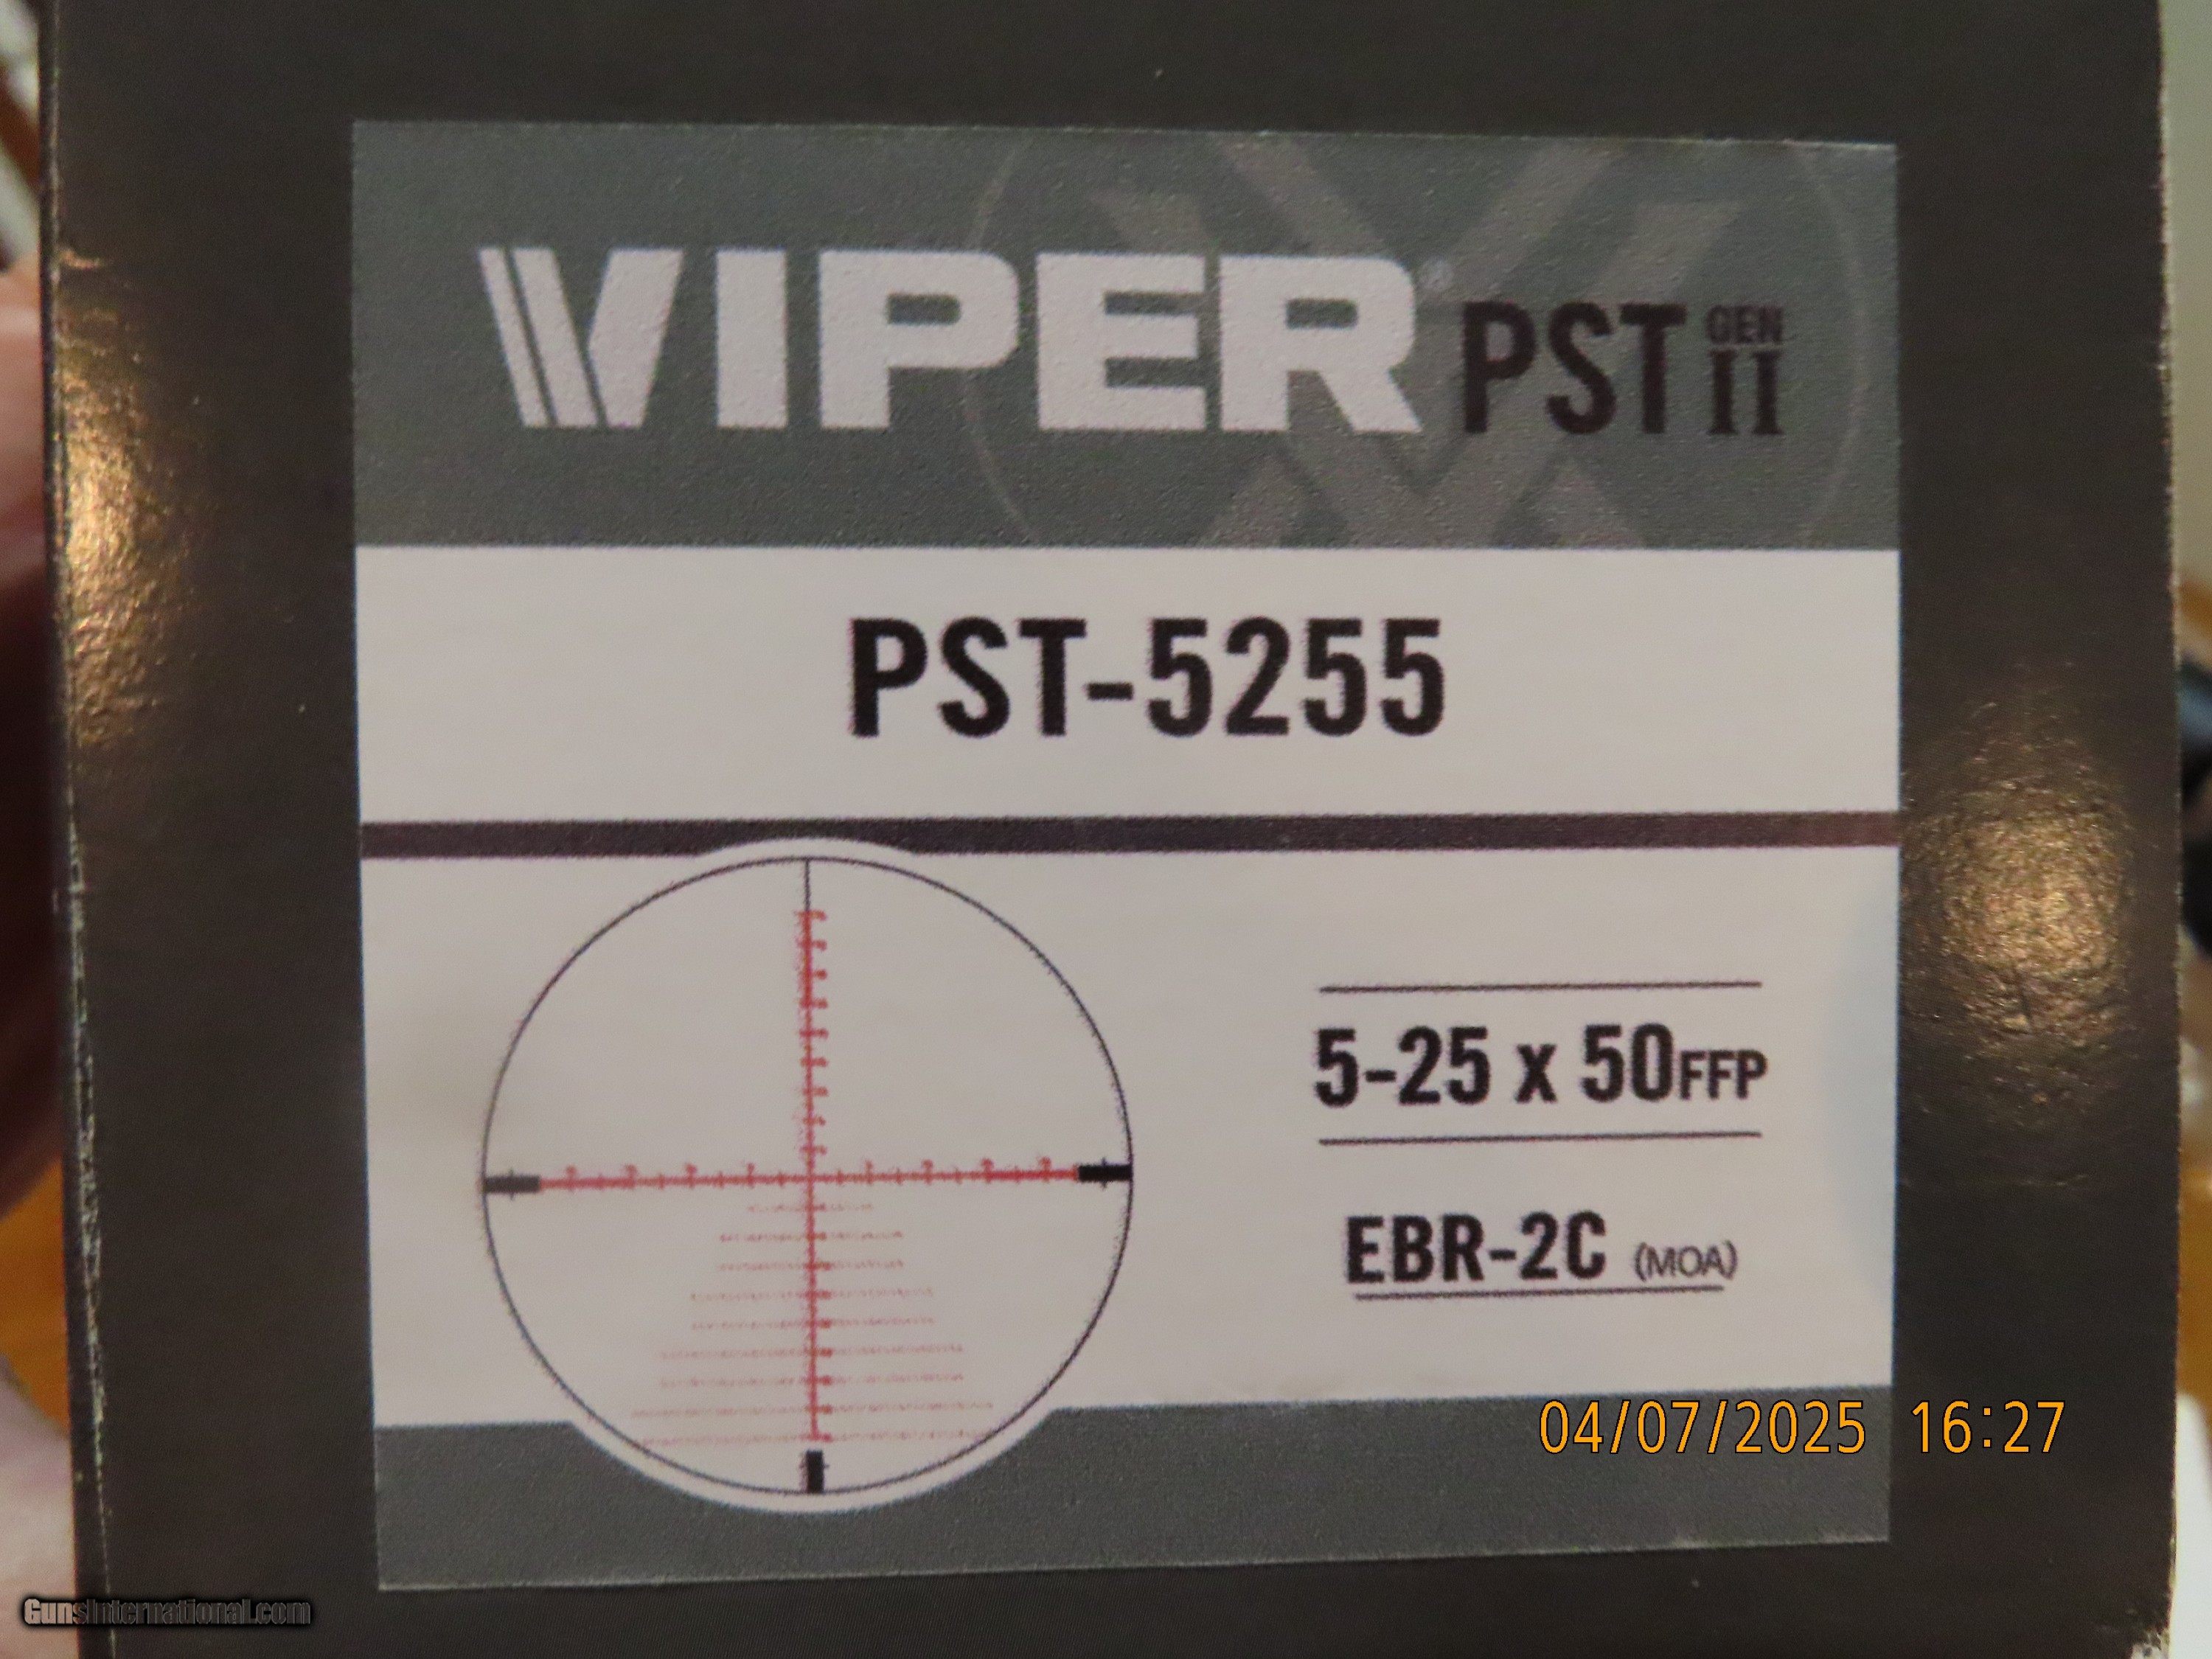 VIPER® PST GEN II
PST-5255
5-25 x 50FFP
EBR-2C (MOA)
04/07/2025 16:27
GunsInternational.com